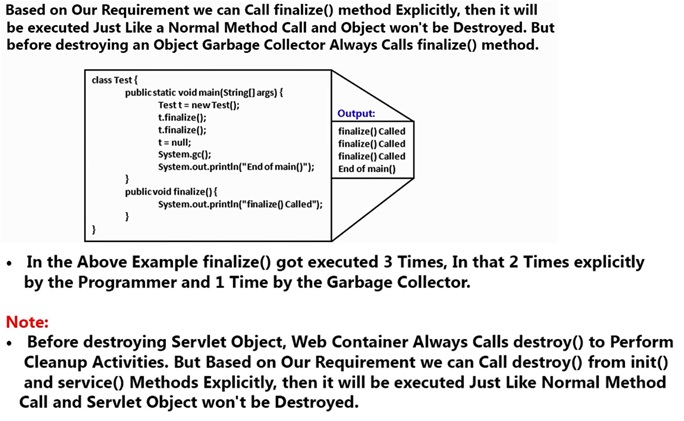 Based on Our Requirement we can Call finalize() method Explicitly, then it will
be executed Just Like a Normal Method Call and Object won't be Destroyed. But
before destroying an Object Garbage Collector Always Calls finalize() method.
class Test {
public static void main(String[] args) {
Test t = new Test();
t.finalize();
t.finalize();
t = null;
System.gc();
System.out.println("End of main()");
}
public void finalize() {
System.out.println("finalize() Called");
}
}
Output:
finalize() Called
finalize() Called
finalize() Called
End of main()
• In the Above Example finalize() got executed 3 Times, In that 2 Times explicitly
by the Programmer and 1 Time by the Garbage Collector.
Note:
• Before destroying Servlet Object, Web Container Always Calls destroy() to Perform
Cleanup Activities. But Based on Our Requirement we can Call destroy() from init()
and service() Methods Explicitly, then it will be executed Just Like Normal Method
Call and Servlet Object won't be Destroyed.